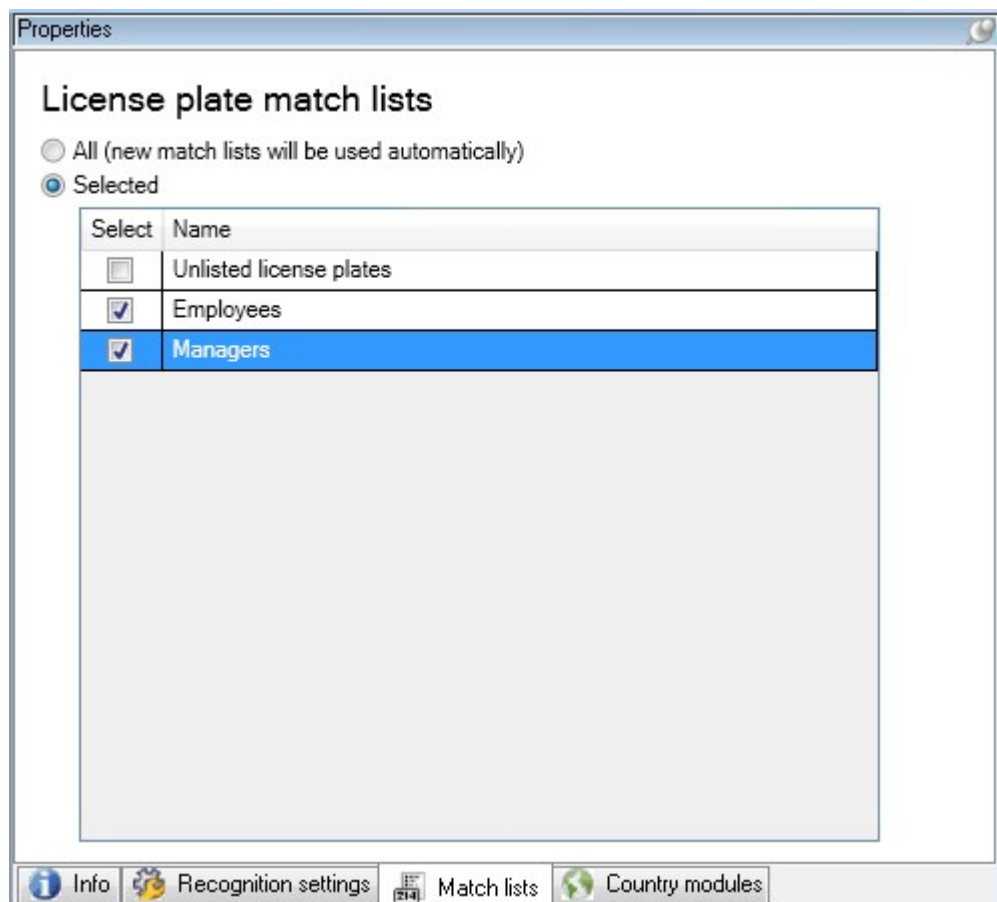 Properties
License plate match lists
All (new match lists will be used automatically)
Selected
Select Name
Unlisted license plates
Employees
Managers
Info Recognition settings Match lists Country modules